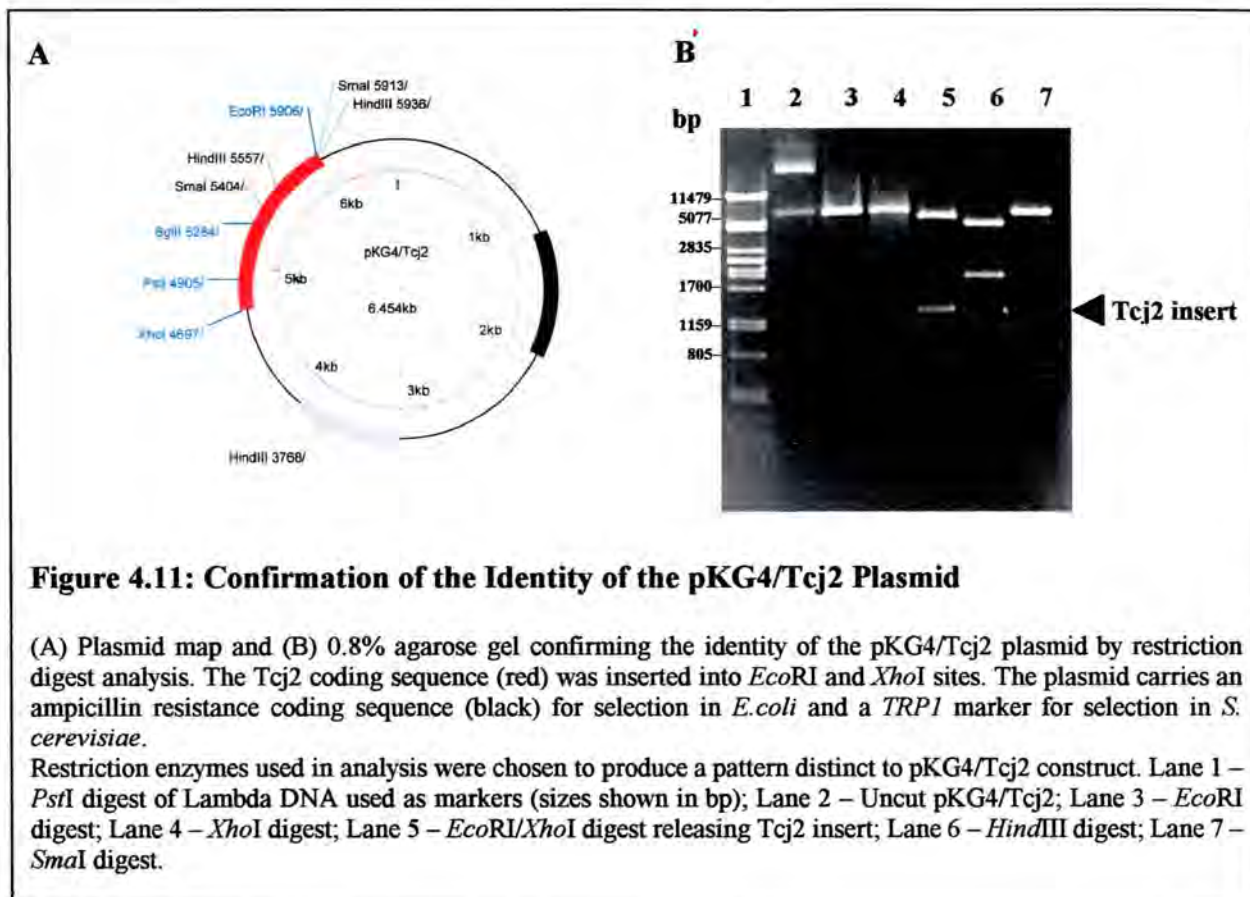 A
SmaI 5913/
HindIII 5936/
EcoRI 5906/
HindIII 5557/
SmaI 5404/
BglII 5284/
PstI 4905/
XhoI 4697/
HindIII 3768/
1
6kb
1kb
5kb
2kb
4kb
3kb
pKG4/Tcj2
6.454kb
B
1 2 3 4 5 6 7
bp
11479
5077
2835
1700
1159
805
Tcj2 insert
Figure 4.11: Confirmation of the Identity of the pKG4/Tcj2 Plasmid
(A) Plasmid map and (B) 0.8% agarose gel confirming the identity of the pKG4/Tcj2 plasmid by restriction
digest analysis. The Tcj2 coding sequence (red) was inserted into EcoRI and XhoI sites. The plasmid carries an
ampicillin resistance coding sequence (black) for selection in E.coli and a TRP1 marker for selection in S.
cerevisiae.
Restriction enzymes used in analysis were chosen to produce a pattern distinct to pKG4/Tcj2 construct. Lane 1 –
PstI digest of Lambda DNA used as markers (sizes shown in bp); Lane 2 – Uncut pKG4/Tcj2; Lane 3 – EcoRI
digest; Lane 4 – XhoI digest; Lane 5 – EcoRI/XhoI digest releasing Tcj2 insert; Lane 6 – HindIII digest; Lane 7 –
SmaI digest.